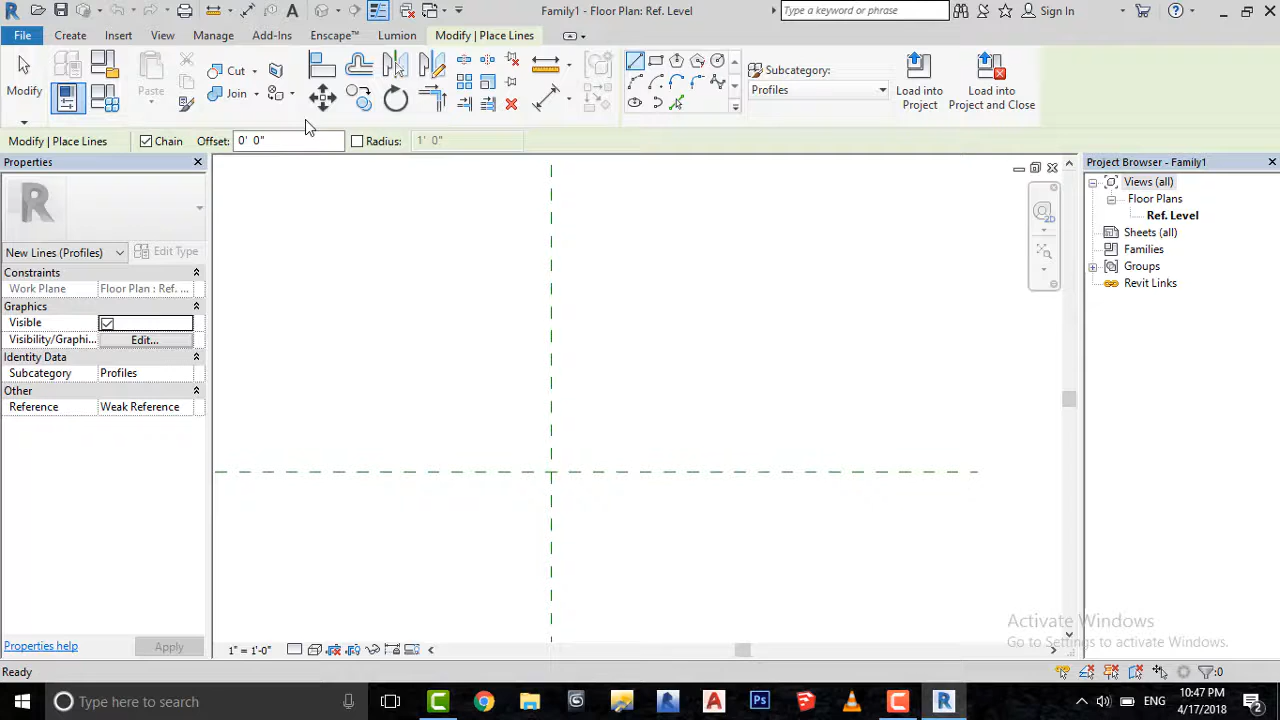 Family1 - Floor Plan: Ref. Level
Type a keyword or phrase
Sign In
File
Create
Insert
View
Manage
Add-Ins
Enscape™
Lumion
Modify | Place Lines
Modify
Paste
Cut
Join
Subcategory:
Profiles
Load into
Project
Load into
Project and Close
Modify | Place Lines
Chain
Offset:
0' 0"
Radius:
1' 0"
Properties
New Lines (Profiles)
Edit Type
Constraints
Work Plane
Floor Plan : Ref. ...
Graphics
Visible
Visibility/Graphi...
Edit...
Identity Data
Subcategory
Profiles
Other
Reference
Weak Reference
Properties help
Apply
2D
Project Browser - Family1
Views (all)
Floor Plans
Ref. Level
Sheets (all)
Families
Groups
Revit Links
Activate Windows
Go to Settings to activate Windows.
1" = 1'-0"
Ready
:0
Type here to search
ENG
10:47 PM
4/17/2018
2